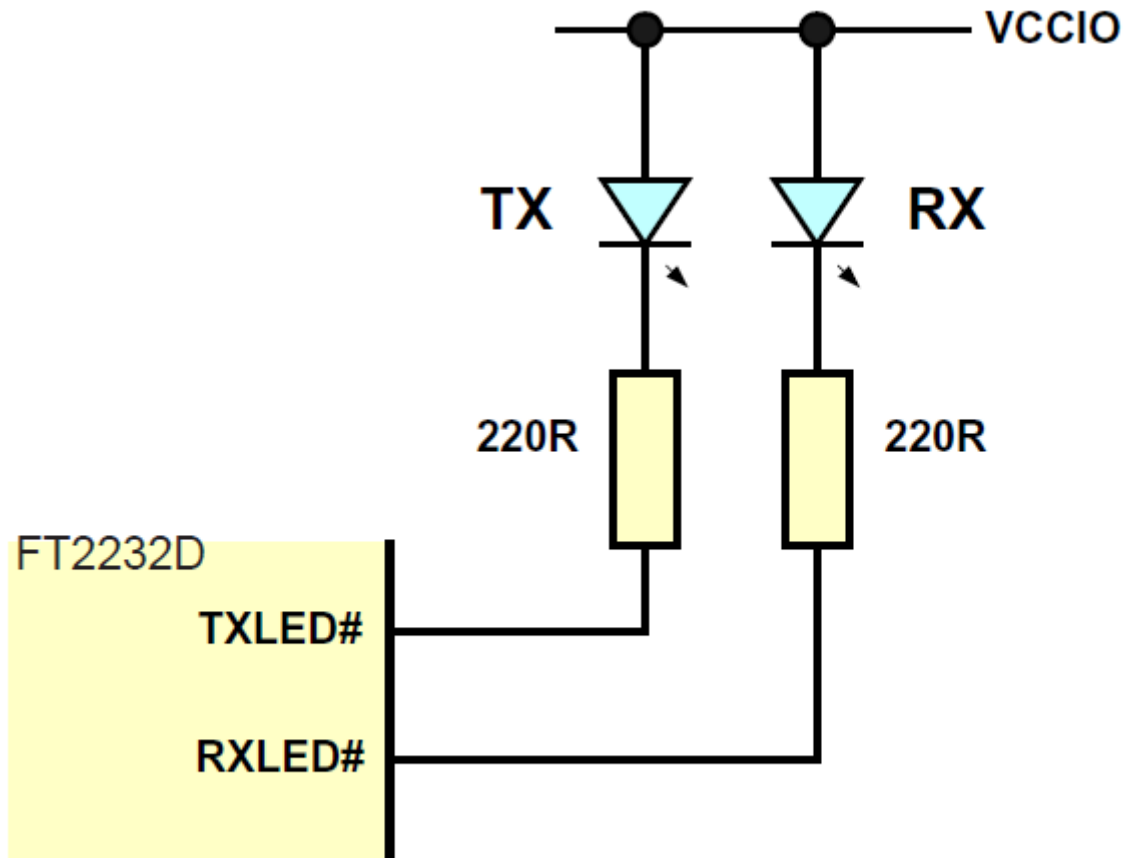 VCCIO
TX
RX
220R
220R
FT2232D
TXLED#
RXLED#